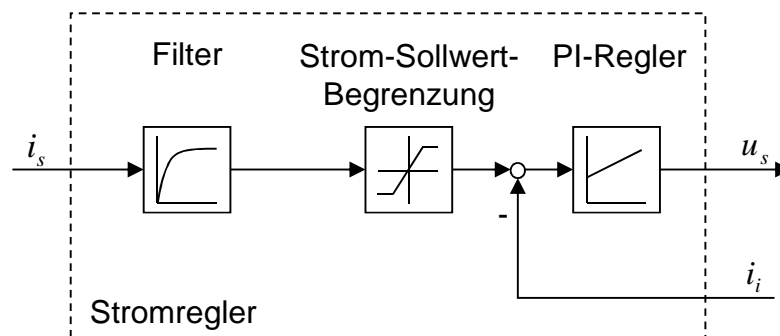 Filter
Strom-Sollwert-
Begrenzung
PI-Regler
i_s
u_s
-
i_i
Stromregler